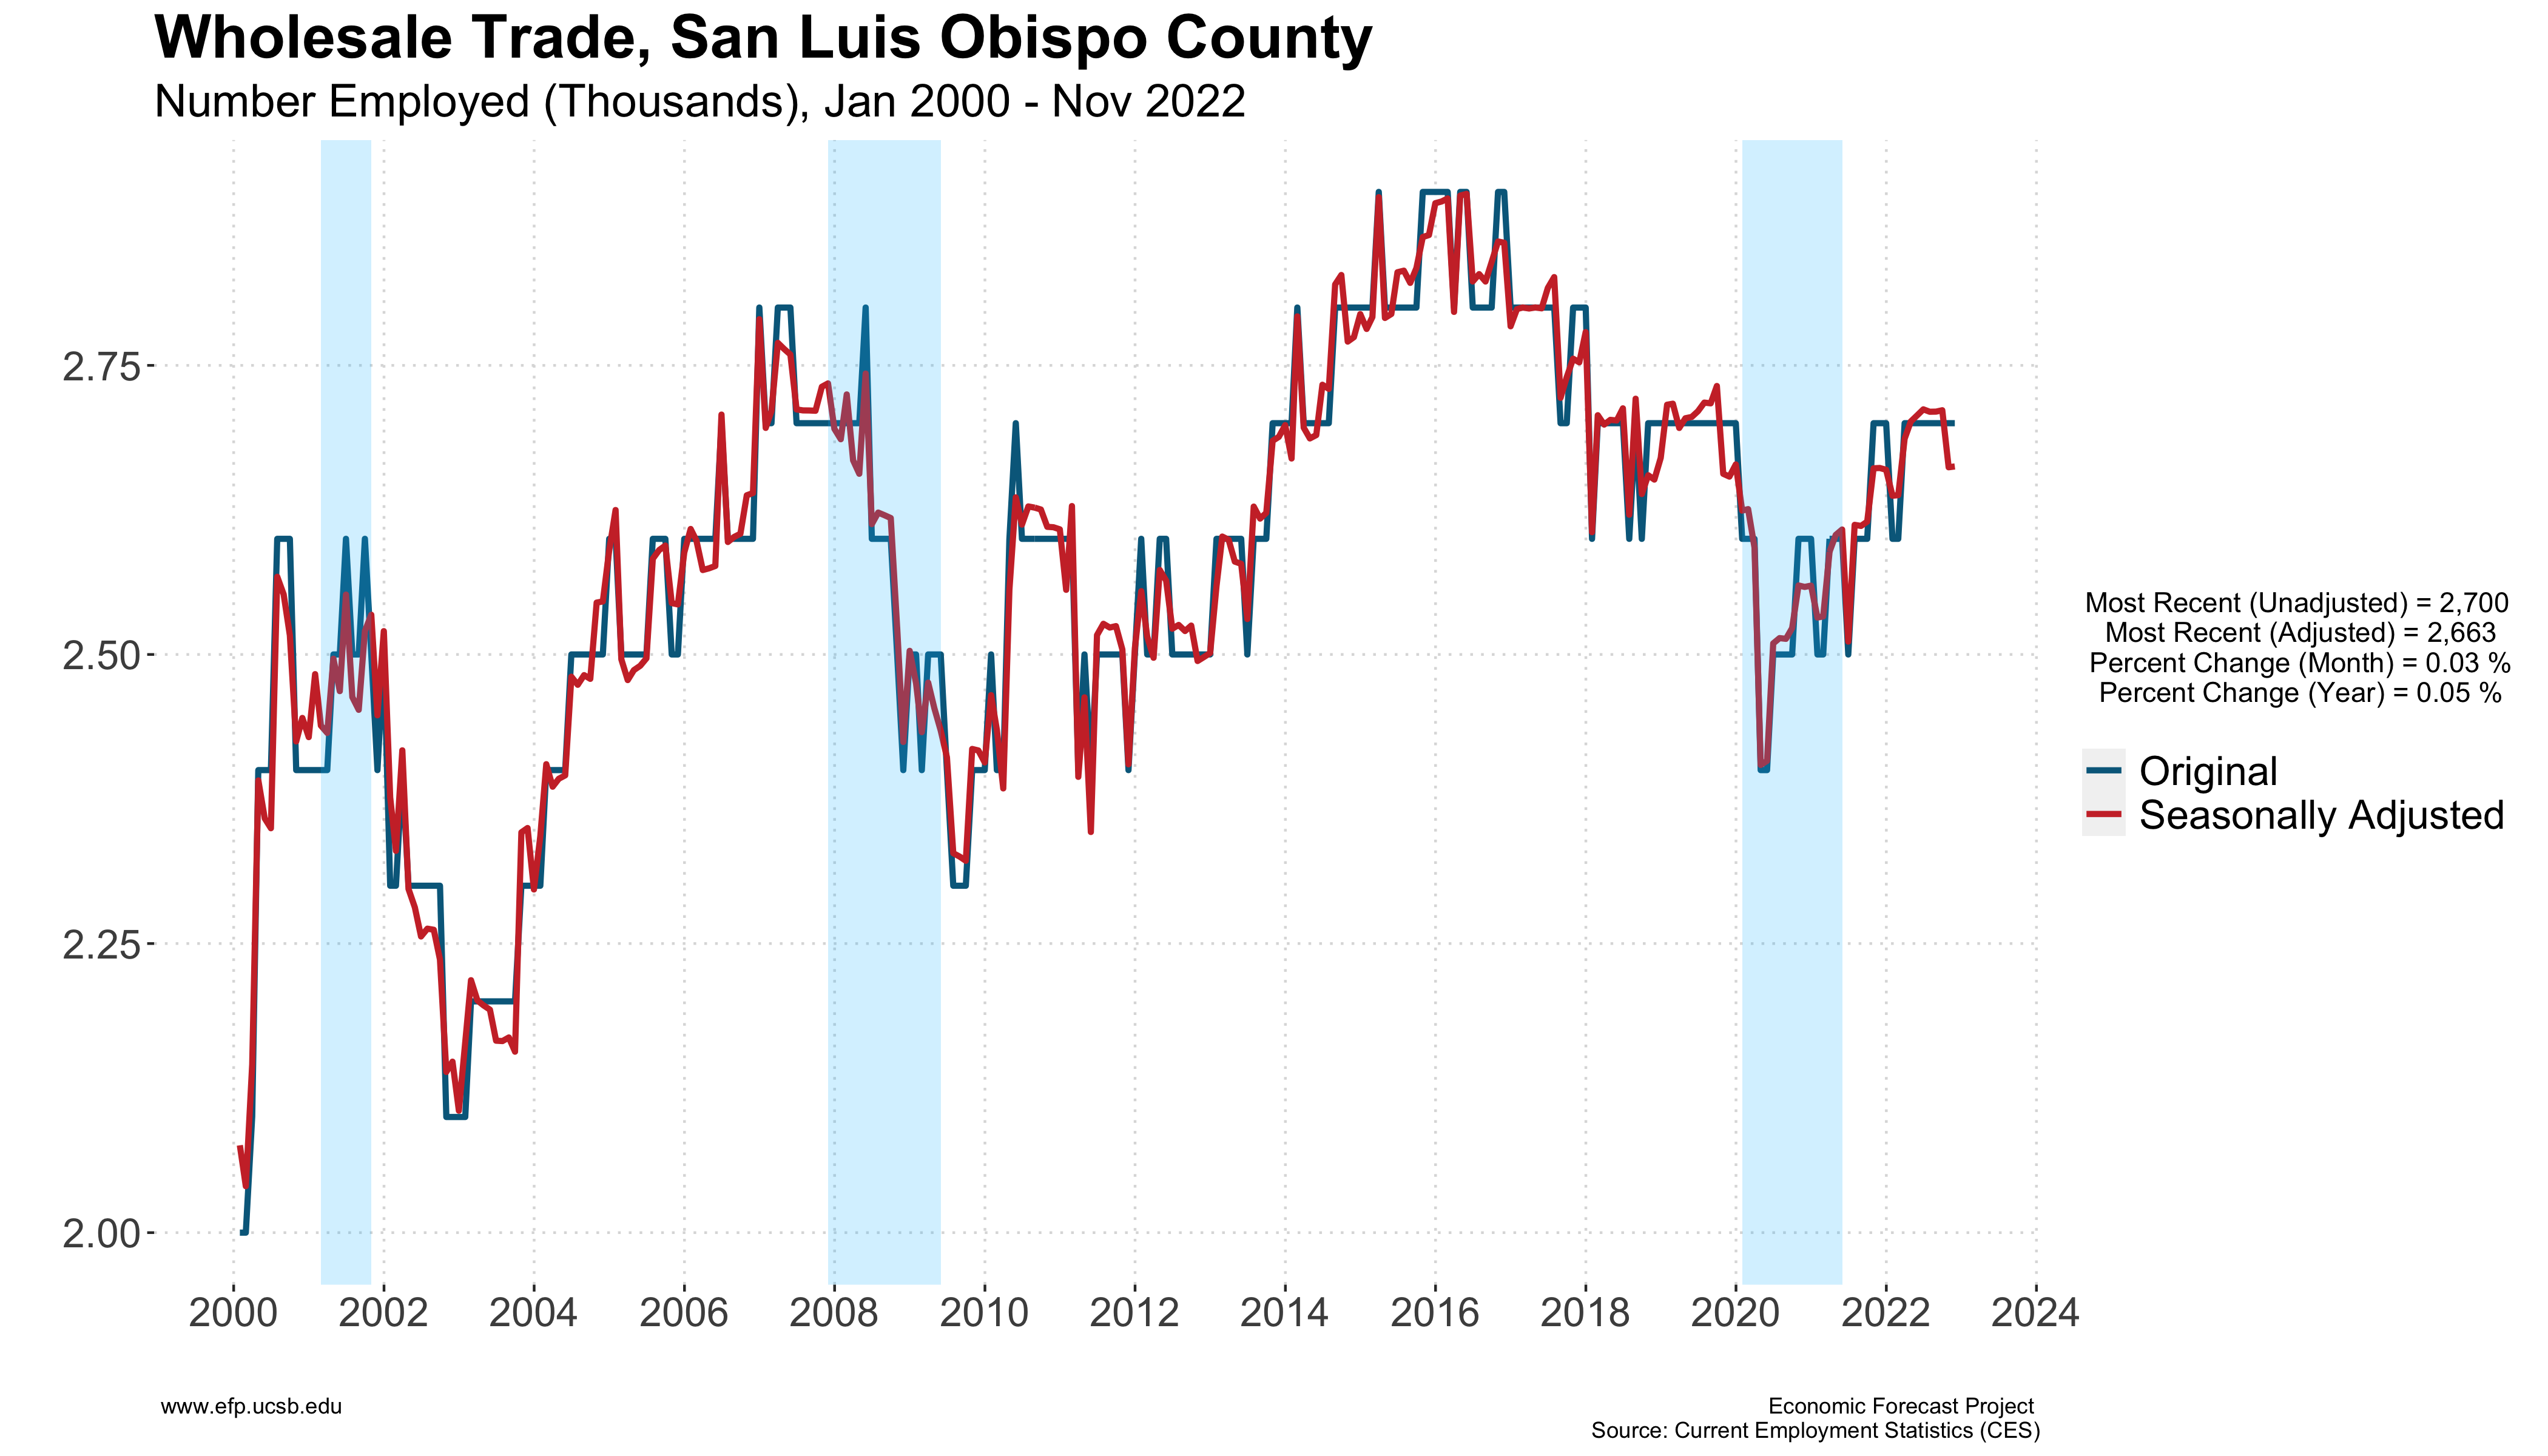 Wholesale Trade, San Luis Obispo County
Number Employed (Thousands), Jan 2000 - Nov 2022
2.75
2.50
2.25
2.00
2000 2002 2004 2006 2008 2010 2012 2014 2016 2018 2020 2022 2024
Most Recent (Unadjusted) = 2,700
Most Recent (Adjusted) = 2,663
Percent Change (Month) = 0.03 %
Percent Change (Year) = 0.05 %
Original
Seasonally Adjusted
www.efp.ucsb.edu
Economic Forecast Project
Source: Current Employment Statistics (CES)